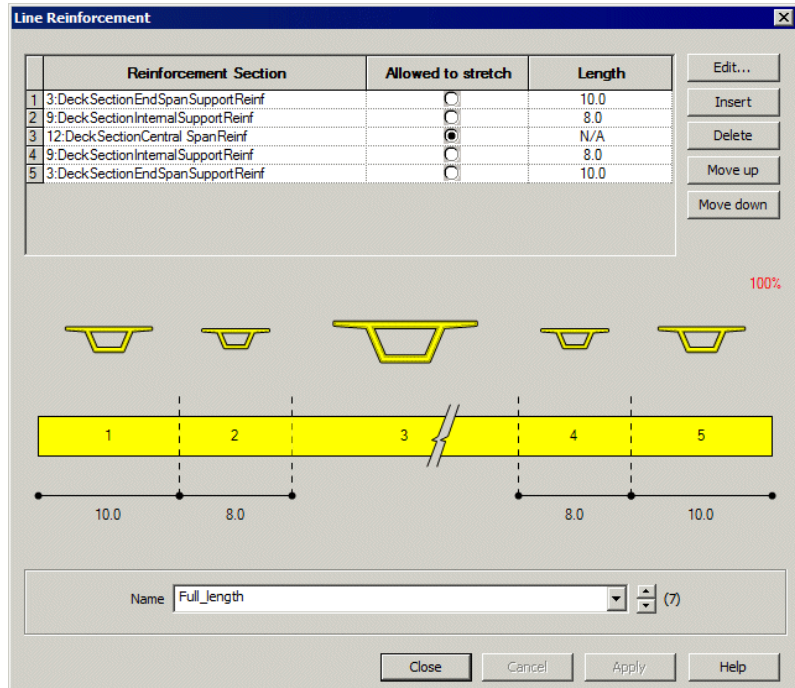 Line Reinforcement
Reinforcement Section Allowed to stretch Length
1 3:DeckSectionEndSpanSupportReinf 10.0
2 9:DeckSectionInternalSupportReinf 8.0
3 12:DeckSectionCentral SpanReinf N/A
4 9:DeckSectionInternalSupportReinf 8.0
5 3:DeckSectionEndSpanSupportReinf 10.0
Edit...
Insert
Delete
Move up
Move down
100%
1 2 3 4 5
10.0 8.0 8.0 10.0
Name Full_length (7)
Close Cancel Apply Help